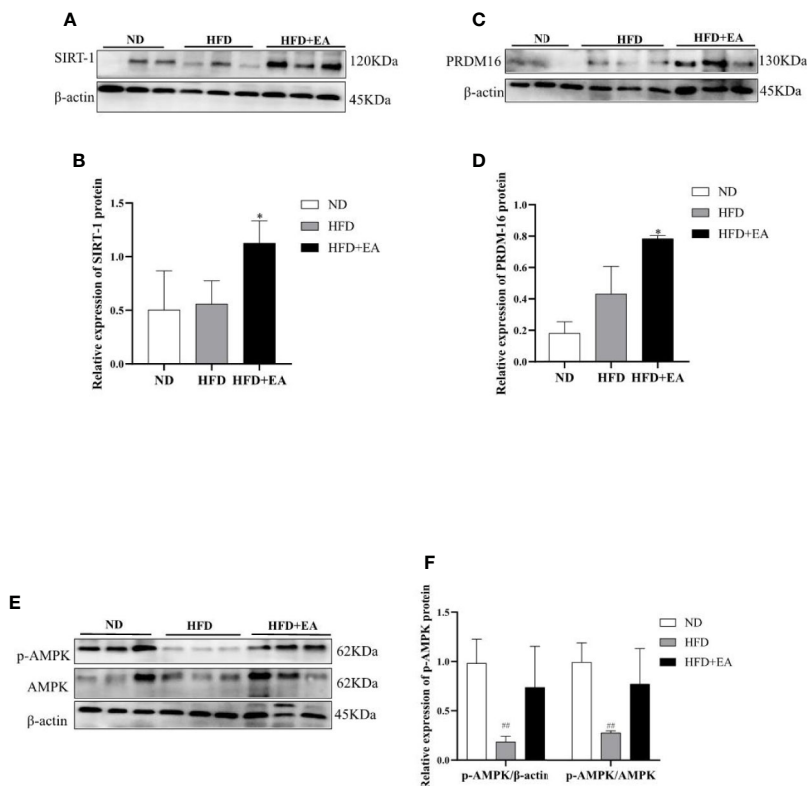 A
ND HFD HFD+EA
SIRT-1 120KDa
β-actin 45KDa
C
ND HFD HFD+EA
PRDM16 130KDa
β-actin 45KDa
B
Relative expression of SIRT-1 protein
1.5
1.0
0.5
0.0
*
ND HFD HFD+EA
ND
HFD
HFD+EA
D
Relative expression of PRDM-16 protein
1.0
0.8
0.6
0.4
0.2
0.0
*
ND HFD HFD+EA
ND
HFD
HFD+EA
E
ND HFD HFD+EA
p-AMPK 62KDa
AMPK 62KDa
β-actin 45KDa
F
Relative expression of p-AMPK protein
1.5
1.0
0.5
0.0
## ##
p-AMPK/β-actin p-AMPK/AMPK
ND
HFD
HFD+EA